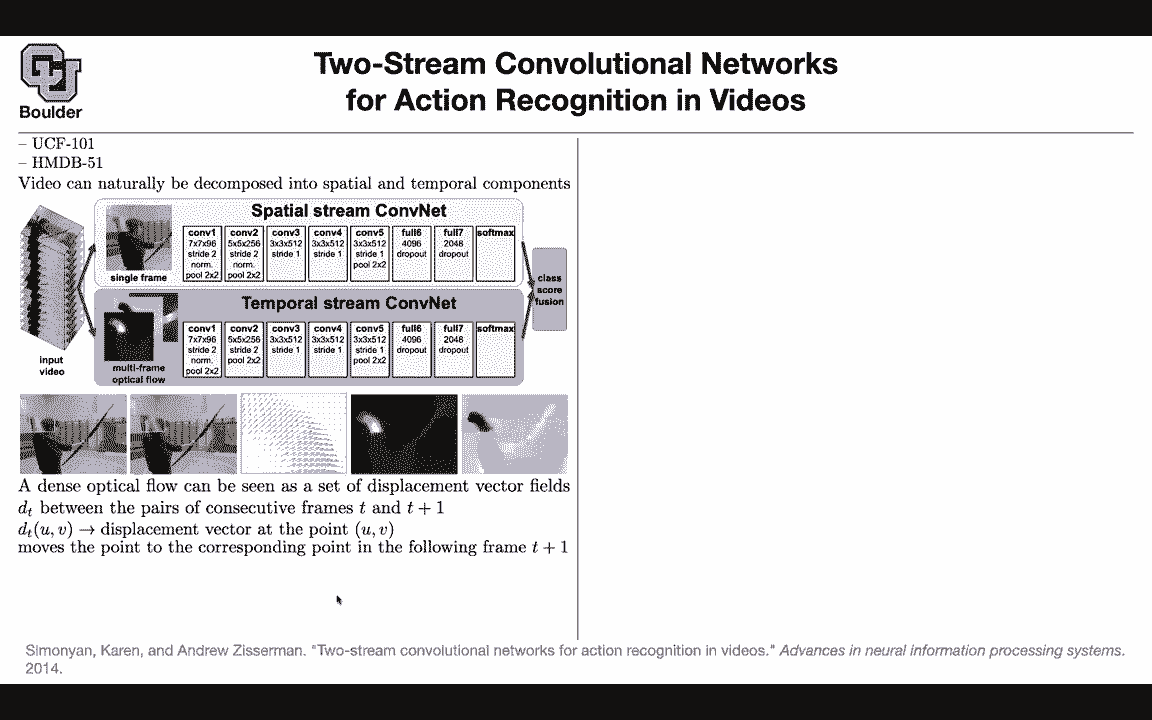 Boulder
Two-Stream Convolutional Networks
for Action Recognition in Videos
– UCF-101
– HMDB-51
Video can naturally be decomposed into spatial and temporal components
input
video
Spatial stream ConvNet
single frame
conv1
7x7x96
stride 2
norm.
pool 2x2
conv2
5x5x256
stride 2
norm.
pool 2x2
conv3
3x3x512
stride 1
conv4
3x3x512
stride 1
conv5
3x3x512
stride 1
pool 2x2
full6
4096
dropout
full7
2048
dropout
softmax
Temporal stream ConvNet
multi-frame
optical flow
conv1
7x7x96
stride 2
norm.
pool 2x2
conv2
5x5x256
stride 2
pool 2x2
conv3
3x3x512
stride 1
conv4
3x3x512
stride 1
conv5
3x3x512
stride 1
pool 2x2
full6
4096
dropout
full7
2048
dropout
softmax
class
score
fusion
A dense optical flow can be seen as a set of displacement vector fields
d_t between the pairs of consecutive frames t and t + 1
d_t(u, v) → displacement vector at the point (u, v)
moves the point to the corresponding point in the following frame t + 1
Simonyan, Karen, and Andrew Zisserman. "Two-stream convolutional networks for action recognition in videos." Advances in neural information processing systems.
2014.